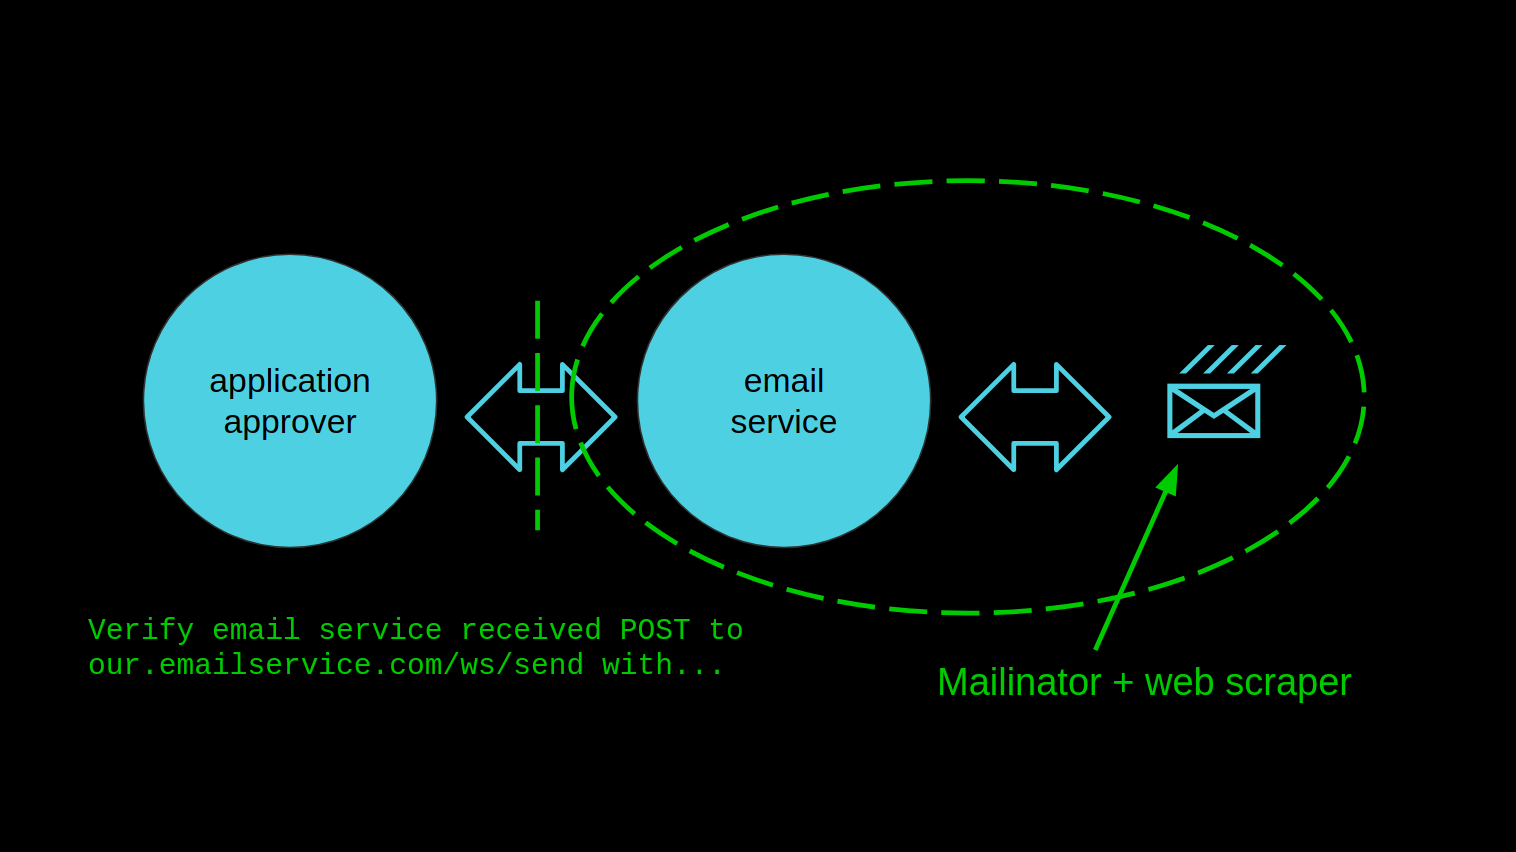 application
approver
email
service
Verify email service received POST to
our.emailservice.com/ws/send with...
Mailinator + web scraper